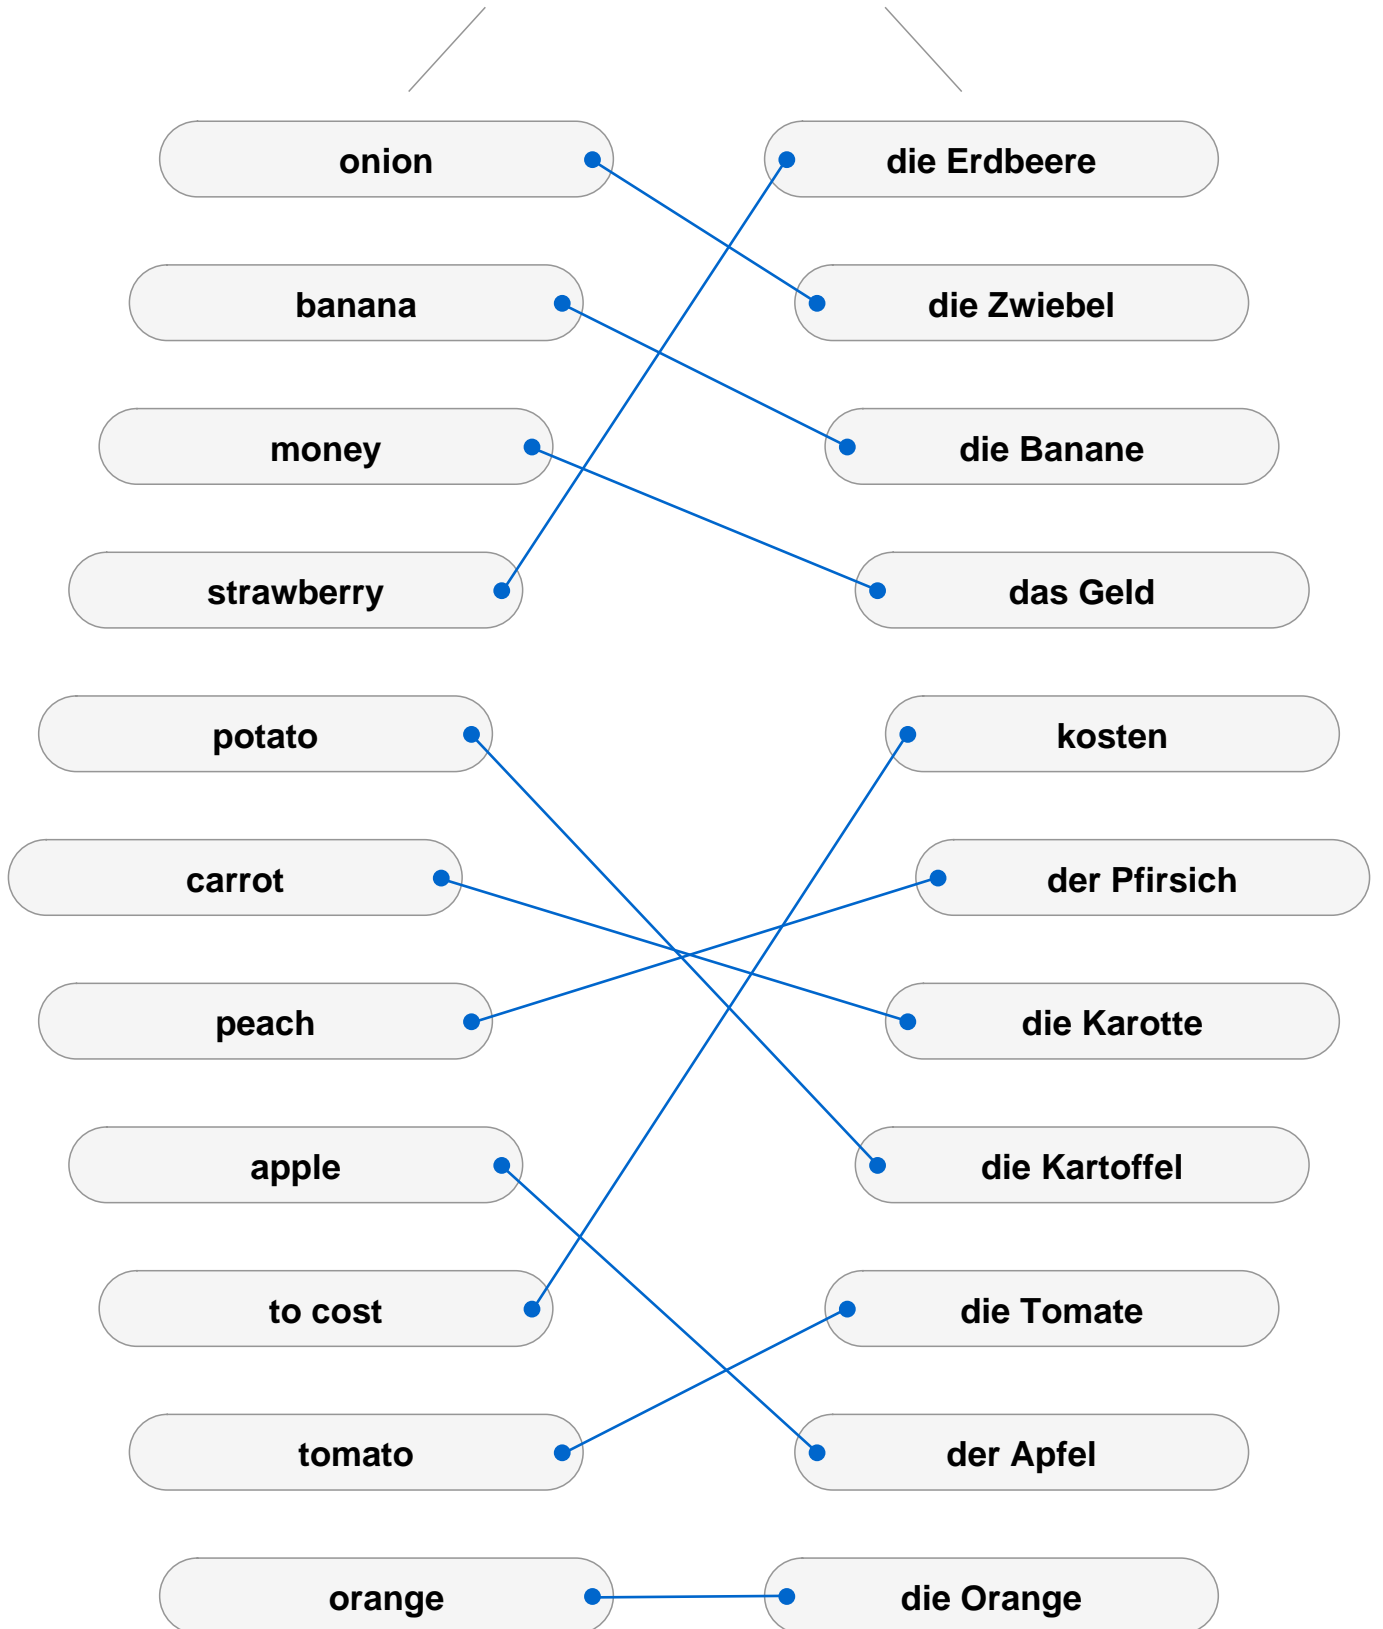 onion
die Erdbeere
banana
die Zwiebel
money
die Banane
strawberry
das Geld
potato
kosten
carrot
der Pfirsich
peach
die Karotte
apple
die Kartoffel
to cost
die Tomate
tomato
der Apfel
orange
die Orange